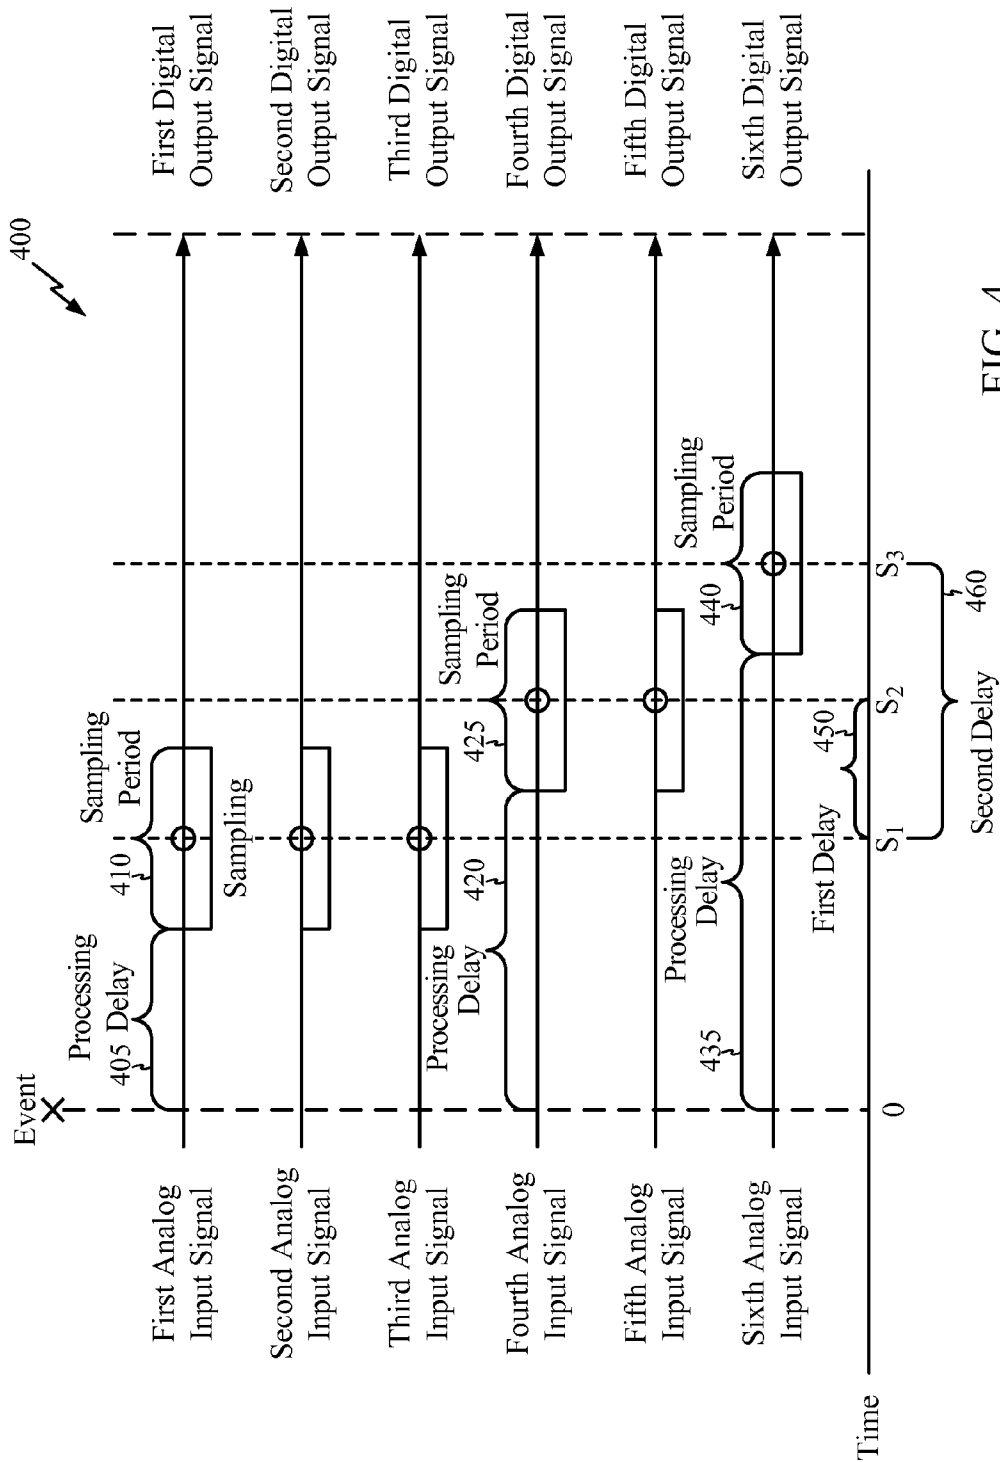 400
Event
Processing
Delay
405
Sampling
Period
410
First Analog
Input Signal
First Digital
Output Signal
Sampling
Second Analog
Input Signal
Second Digital
Output Signal
Third Analog
Input Signal
Third Digital
Output Signal
Processing
Delay
420
Sampling
Period
425
Fourth Analog
Input Signal
Fourth Digital
Output Signal
Fifth Analog
Input Signal
Fifth Digital
Output Signal
Processing
Delay
435
Sampling
Period
440
Sixth Analog
Input Signal
Sixth Digital
Output Signal
First Delay
450
Time
0
S1
S2
S3
460
Second Delay
FIG. 4